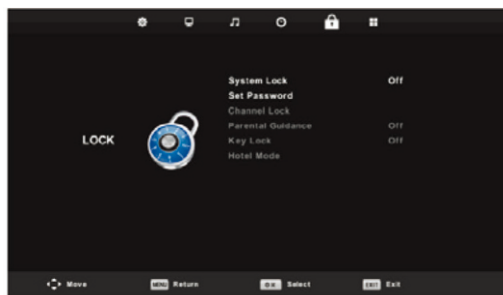 System Lock Off
Set Password
Channel Lock
Parental Guidance Off
LOCK
Key Lock Off
Hotel Mode
Move MENU Return OK Select EXIT Exit